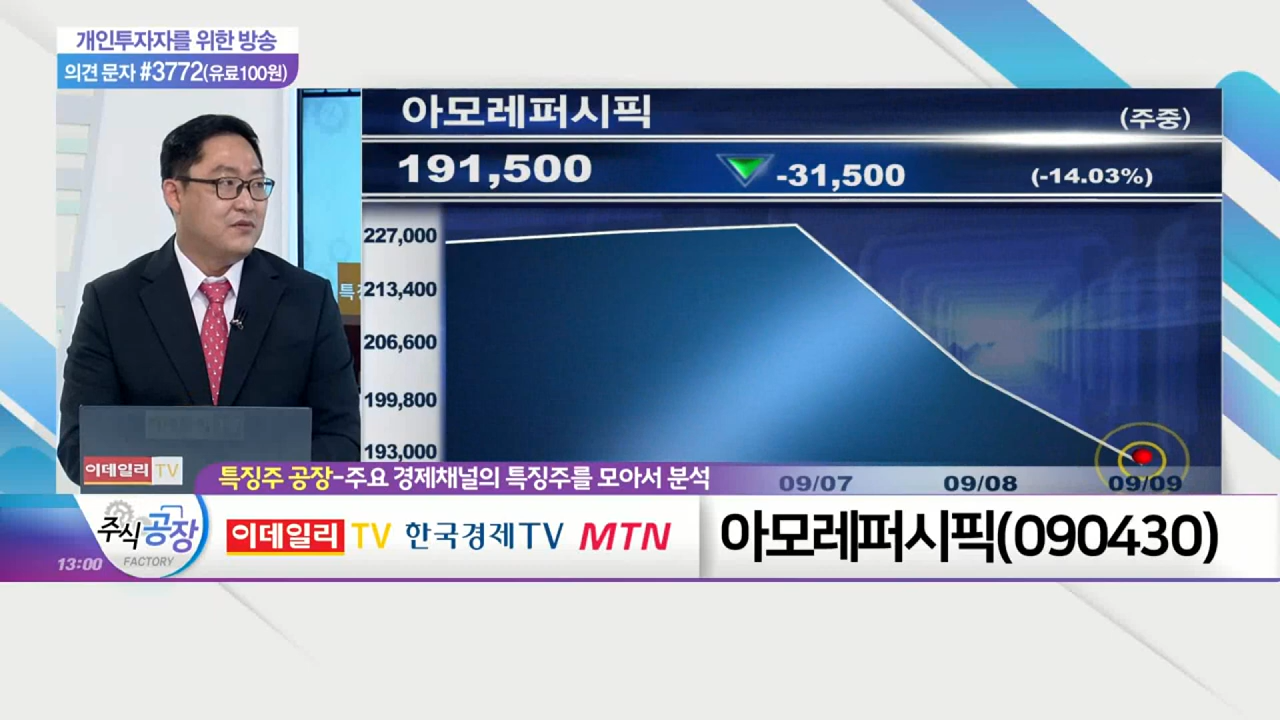 개인투자자를 위한 방송
의견 문자 #3772(유료100원)
아모레퍼시픽
(주중)
191,500
-31,500
(-14.03%)
227,000
213,400
206,600
199,800
193,000
09/07
09/08
09/09
특징
이데일리 TV
특징주 공장-주요 경제채널의 특징주를 모아서 분석
주식공장
FACTORY
13:00
이데일리 TV 한국경제TV MTN
아모레퍼시픽(090430)